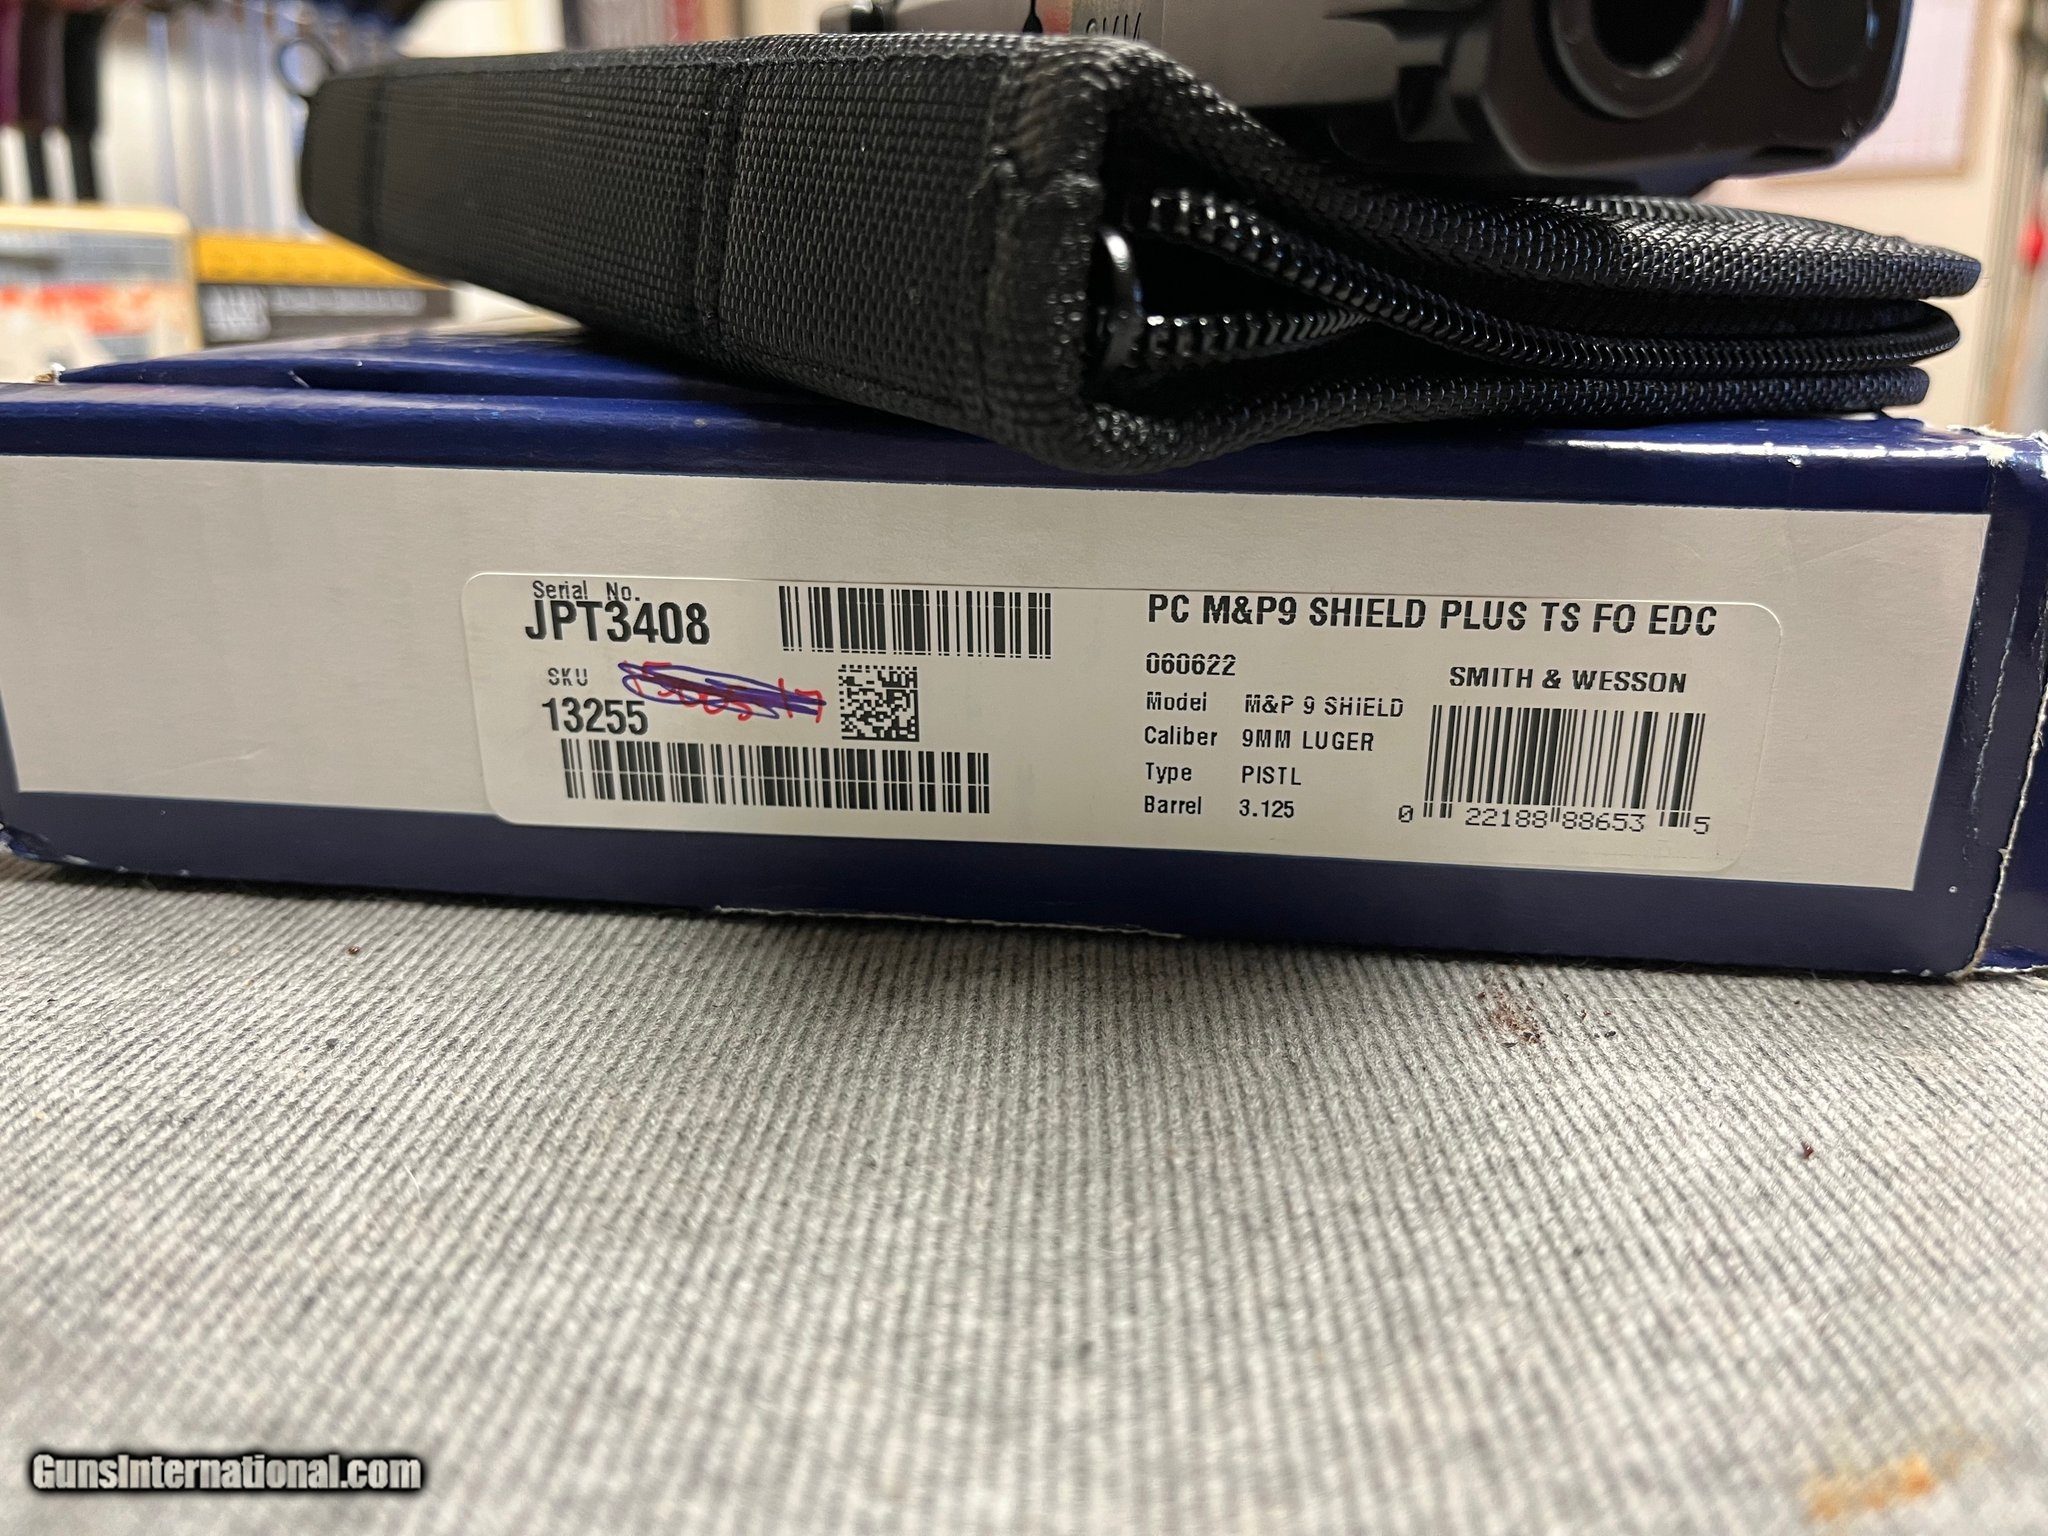 9MM
Serial No.
JPT3408
SKU
13255
PC M&P9 SHIELD PLUS TS FO EDC
060622
SMITH & WESSON
Model M&P 9 SHIELD
Caliber 9MM LUGER
Type PISTL
Barrel 3.125
0 22188 88653 5
GunsInternational.com